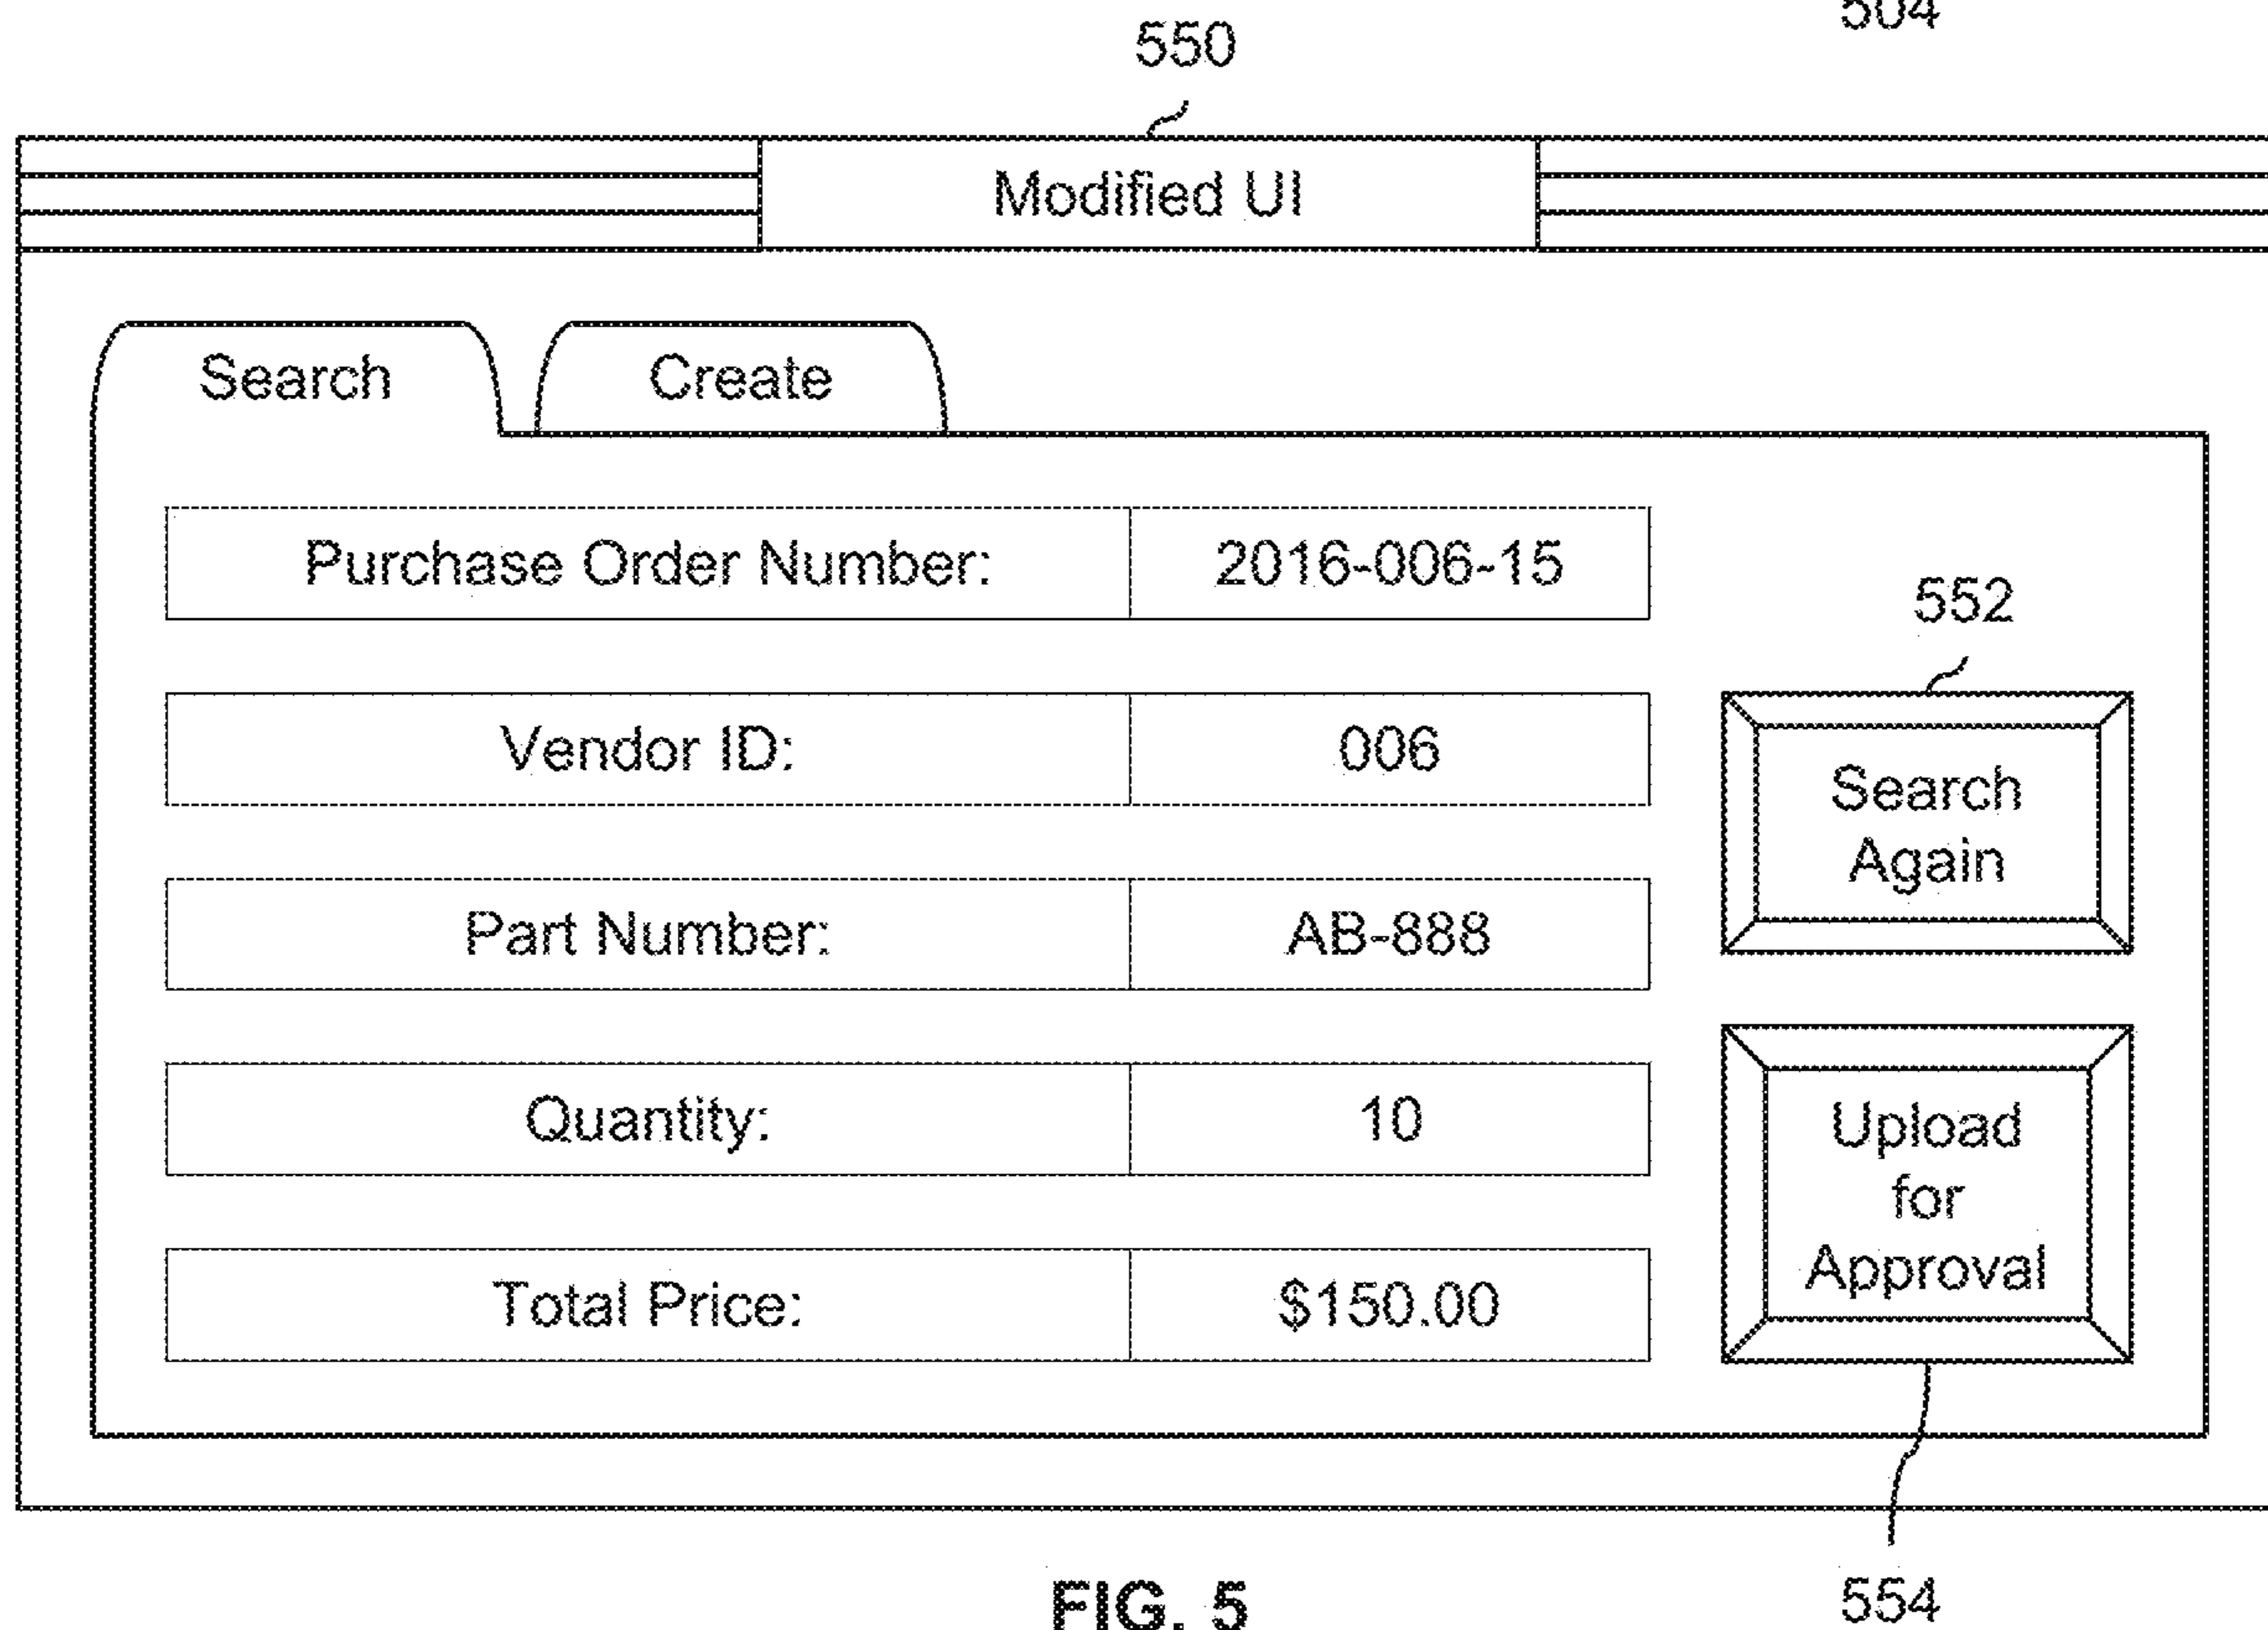 504
550
Modified UI
Search Create
Purchase Order Number: 2016-006-15
552
Vendor ID: 006
Search
Again
Part Number: AB-888
Quantity: 10
Upload
for
Approval
Total Price: $150.00
FIG. 5
554